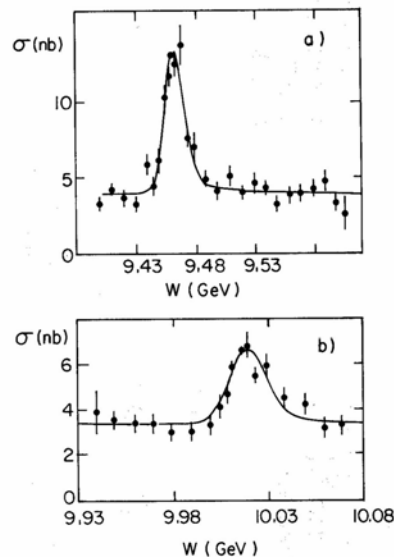 σ(nb)
a)
10
5
0
9,43 9,48 9,53
W (GeV)
σ(nb)
b)
6
4
2
0
9,93 9,98 10.03 10.08
W (GeV)